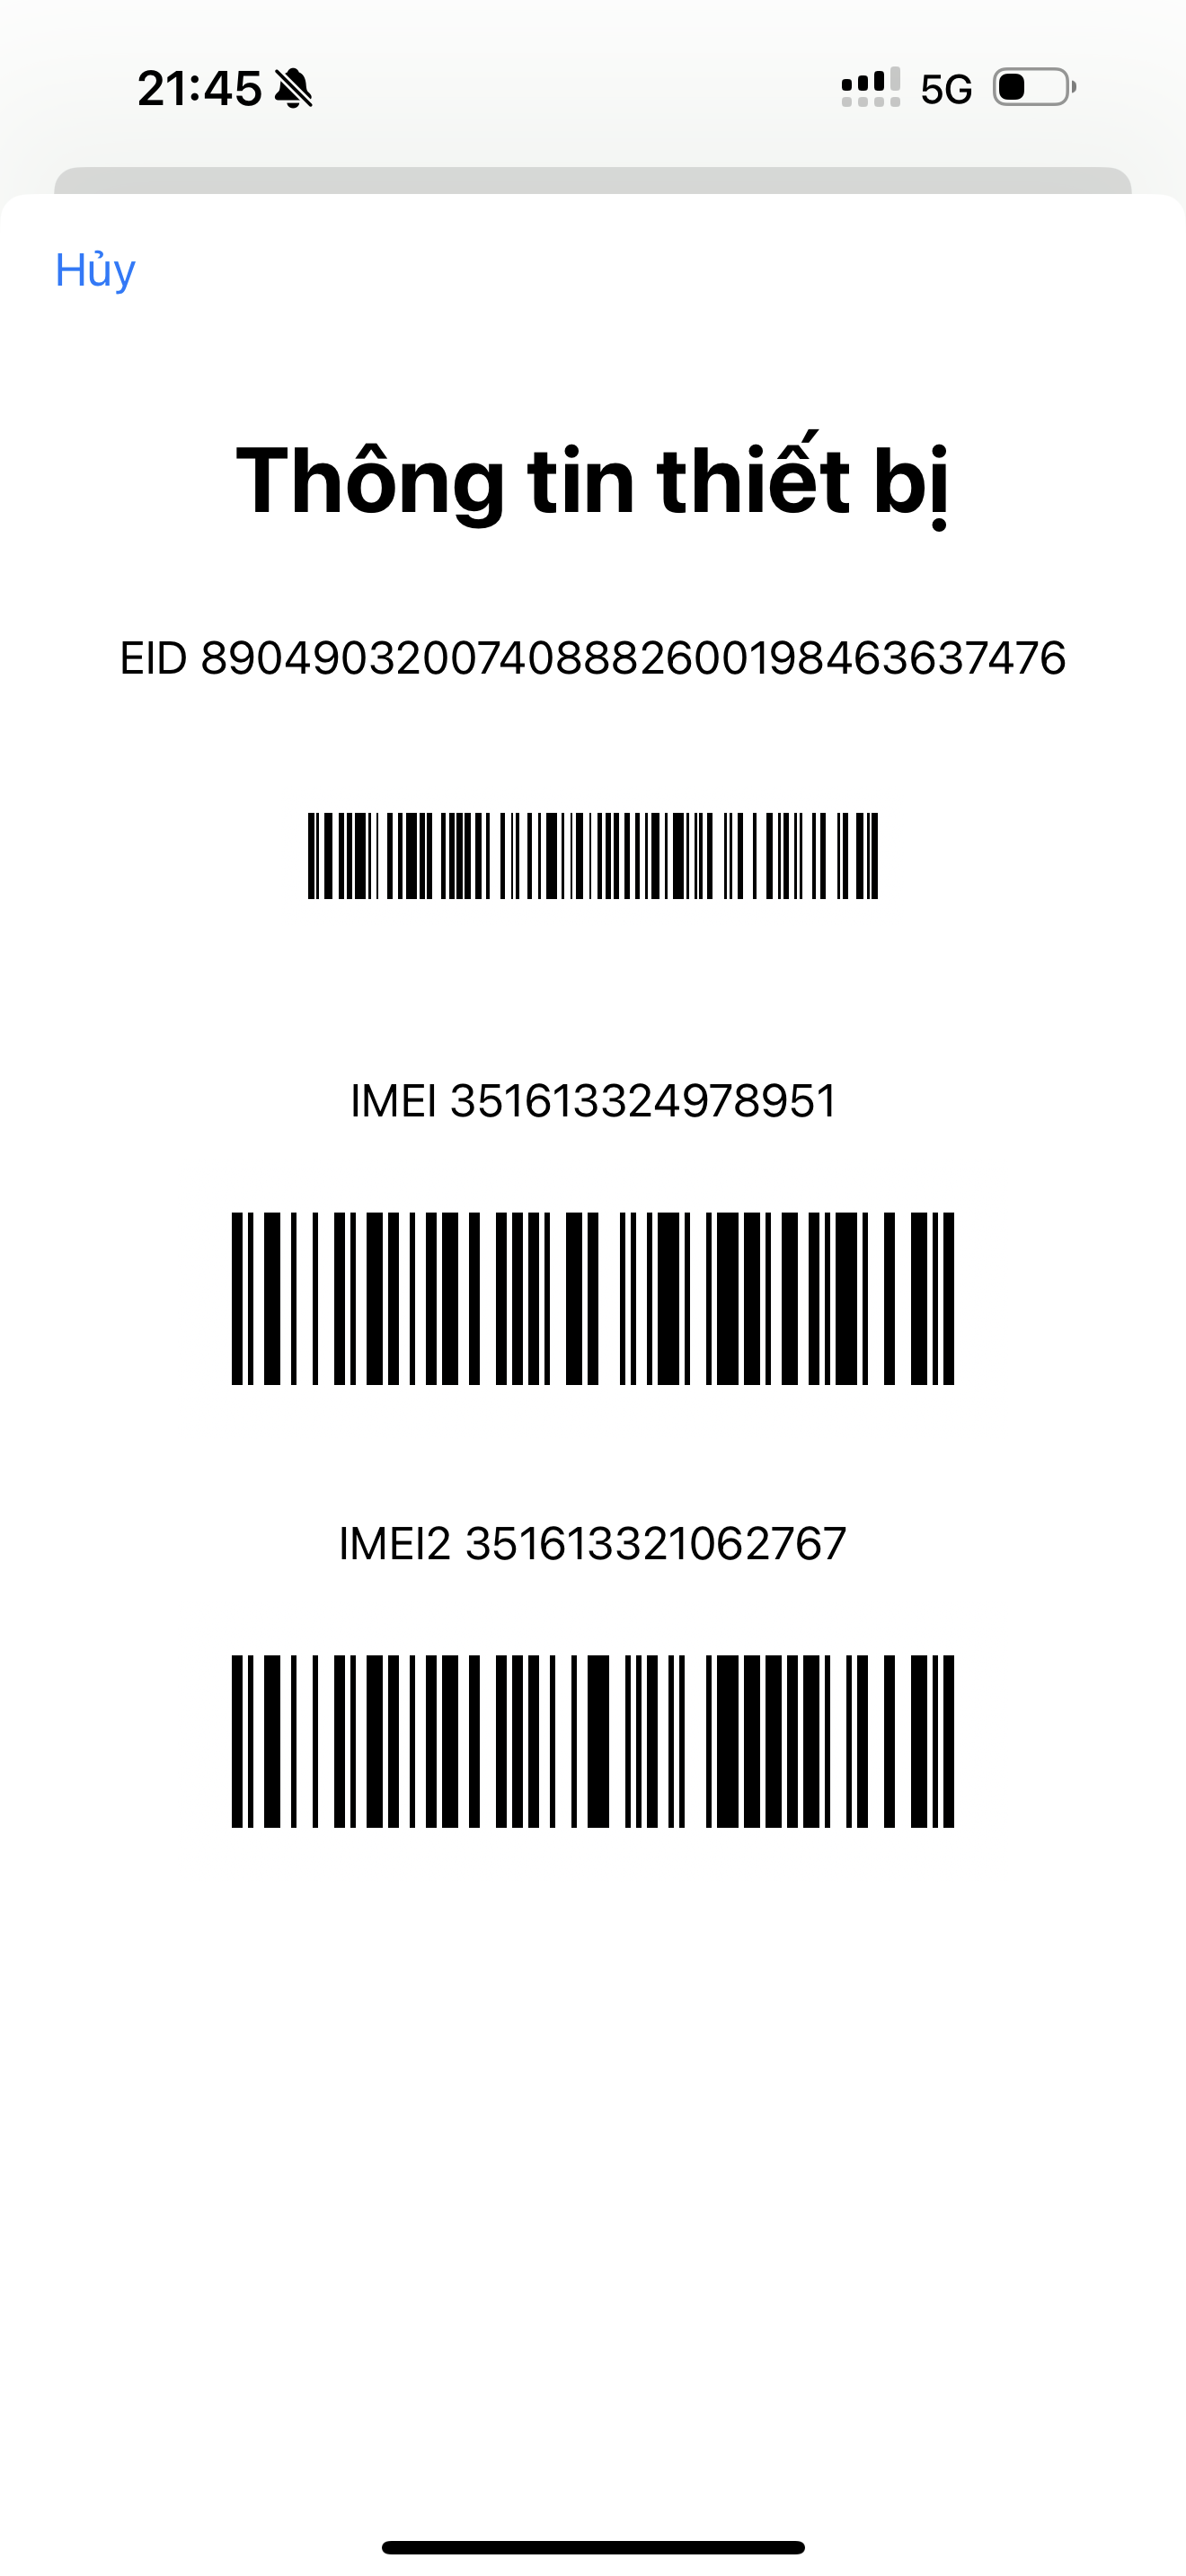 21:45
5G
Hủy
Thông tin thiết bị
EID 89049032007408882600198463637476
IMEI 351613324978951
IMEI2 351613321062767